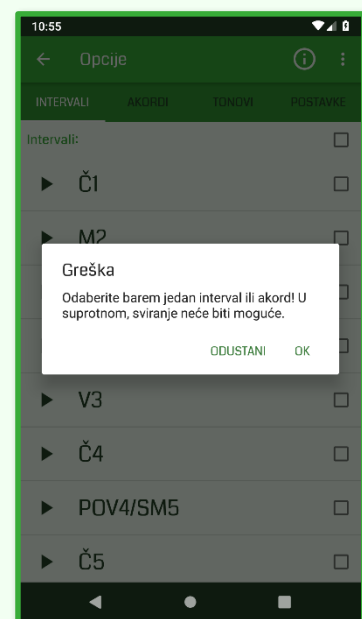 10:55
Opcije
INTERVALI AKORDI TONOVI POSTAVKE
Intervali:
Č1
M2
Greška
Odaberite barem jedan interval ili akord! U
suprotnom, sviranje neće biti moguće.
ODUSTANI OK
V3
Č4
POV4/SM5
Č5